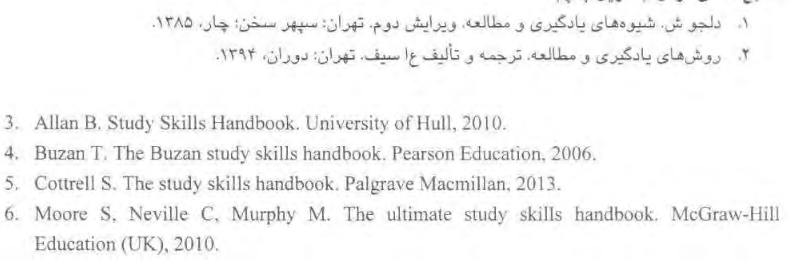 ۱. دلجو ش. شیوه‌های یادگیری و مطالعه. ویرایش دوم. تهران: سپهر سخن: چار، ۱۳۸۵.
۲. روش‌های یادگیری و مطالعه. ترجمه و تألیف ع‌ا سیف. تهران: دوران، ۱۳۹۴.
3. Allan B. Study Skills Handbook. University of Hull, 2010.
4. Buzan T. The Buzan study skills handbook. Pearson Education, 2006.
5. Cottrell S. The study skills handbook. Palgrave Macmillan, 2013.
6. Moore S, Neville C, Murphy M. The ultimate study skills handbook. McGraw-Hill
Education (UK), 2010.